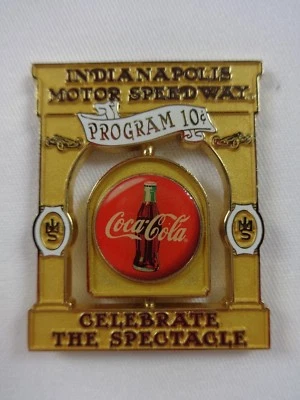 INDIANAPOLIS
MOTOR SPEEDWAY
PROGRAM 10¢
Coca-Cola
CELEBRATE
THE SPECTACLE